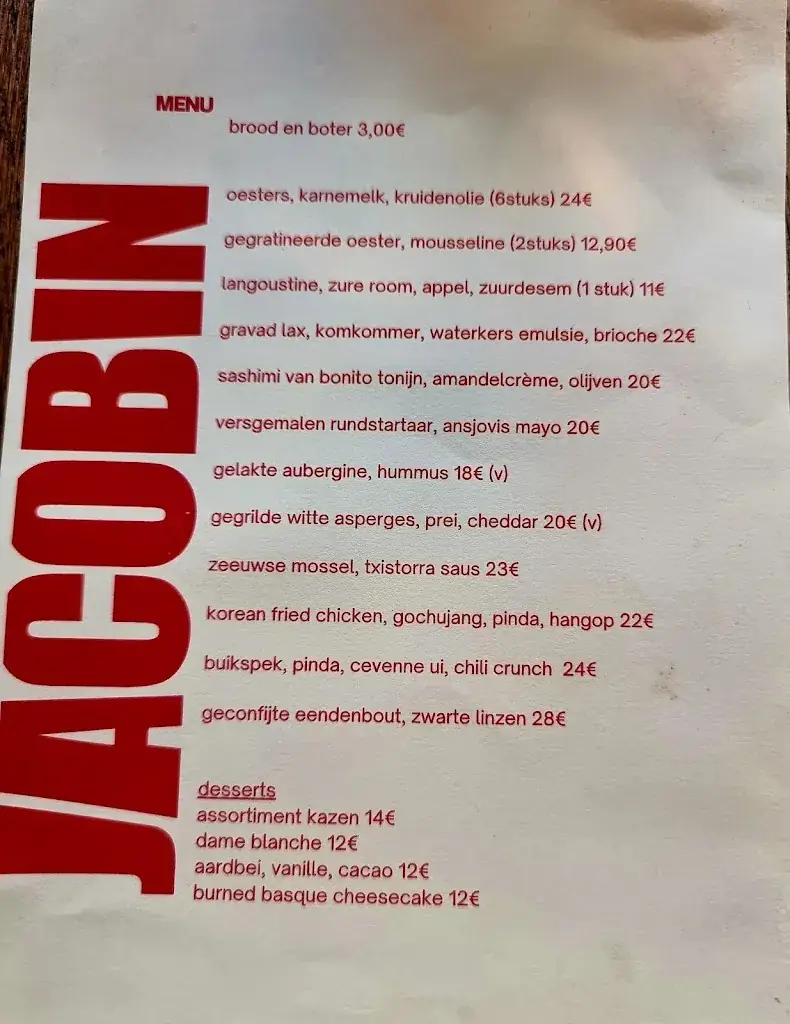 MENU
brood en boter 3,00€
JACOBIN
oesters, karnemelk, kruidenolie (6stuks) 24€
gegratineerde oester, mousseline (2stuks) 12,90€
langoustine, zure room, appel, zuurdesem (1 stuk) 11€
gravad lax, komkommer, waterkers emulsie, brioche 22€
sashimi van bonito tonijn, amandelcrème, olijven 20€
versgemalen rundstartaar, ansjovis mayo 20€
gelakte aubergine, hummus 18€ (v)
gegrilde witte asperges, prei, cheddar 20€ (v)
zeeuwse mossel, txistorra saus 23€
korean fried chicken, gochujang, pinda, hangop 22€
buikspek, pinda, cevenne ui, chili crunch 24€
geconfijte eendenbout, zwarte linzen 28€
desserts
assortiment kazen 14€
dame blanche 12€
aardbei, vanille, cacao 12€
burned basque cheesecake 12€